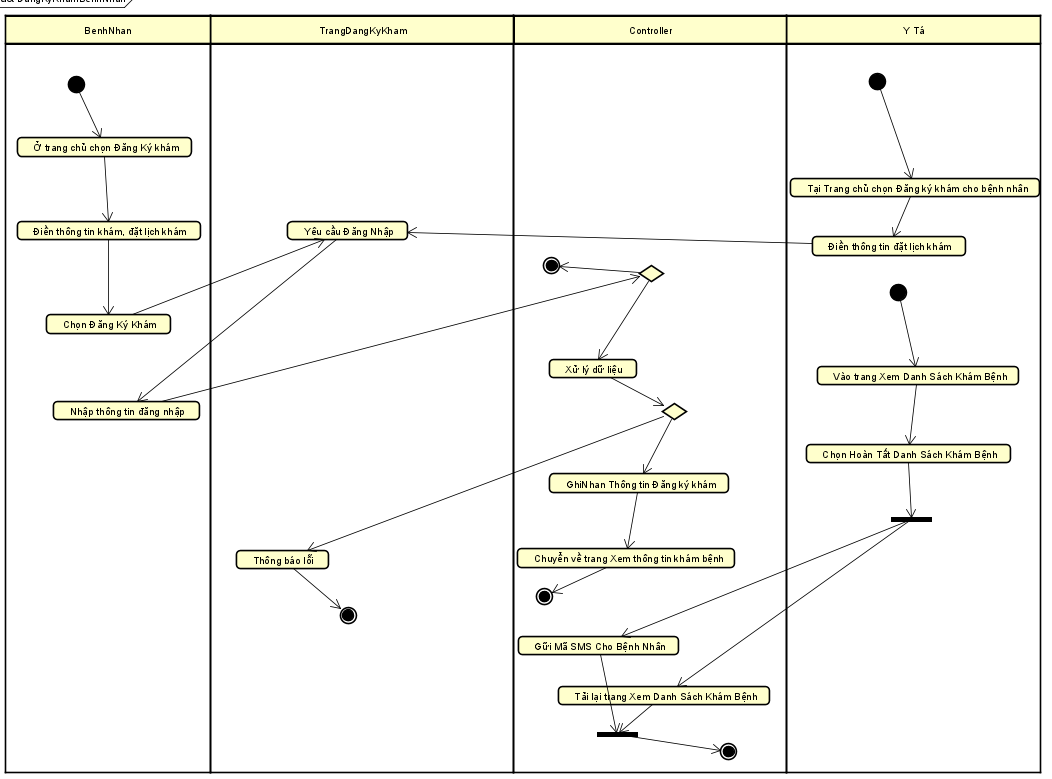 DangKyKhamBenhNhan
BenhNhan
TrangDangKyKham
Controller
Y Tá
Ở trang chủ chọn Đăng Ký khám
Tại Trang chủ chọn Đăng ký khám cho bệnh nhân
Điền thông tin khám, đặt lịch khám
Yêu cầu Đăng Nhập
Điền thông tin đặt lịch khám
Chọn Đăng Ký Khám
Xử lý dữ liệu
Vào trang Xem Danh Sách Khám Bệnh
Nhập thông tin đăng nhập
Chọn Hoàn Tất Danh Sách Khám Bệnh
GhiNhan Thông tin Đăng ký khám
Thông báo lỗi
Chuyển về trang Xem thông tin khám bệnh
Gữi Mã SMS Cho Bệnh Nhân
Tải lại trang Xem Danh Sách Khám Bệnh